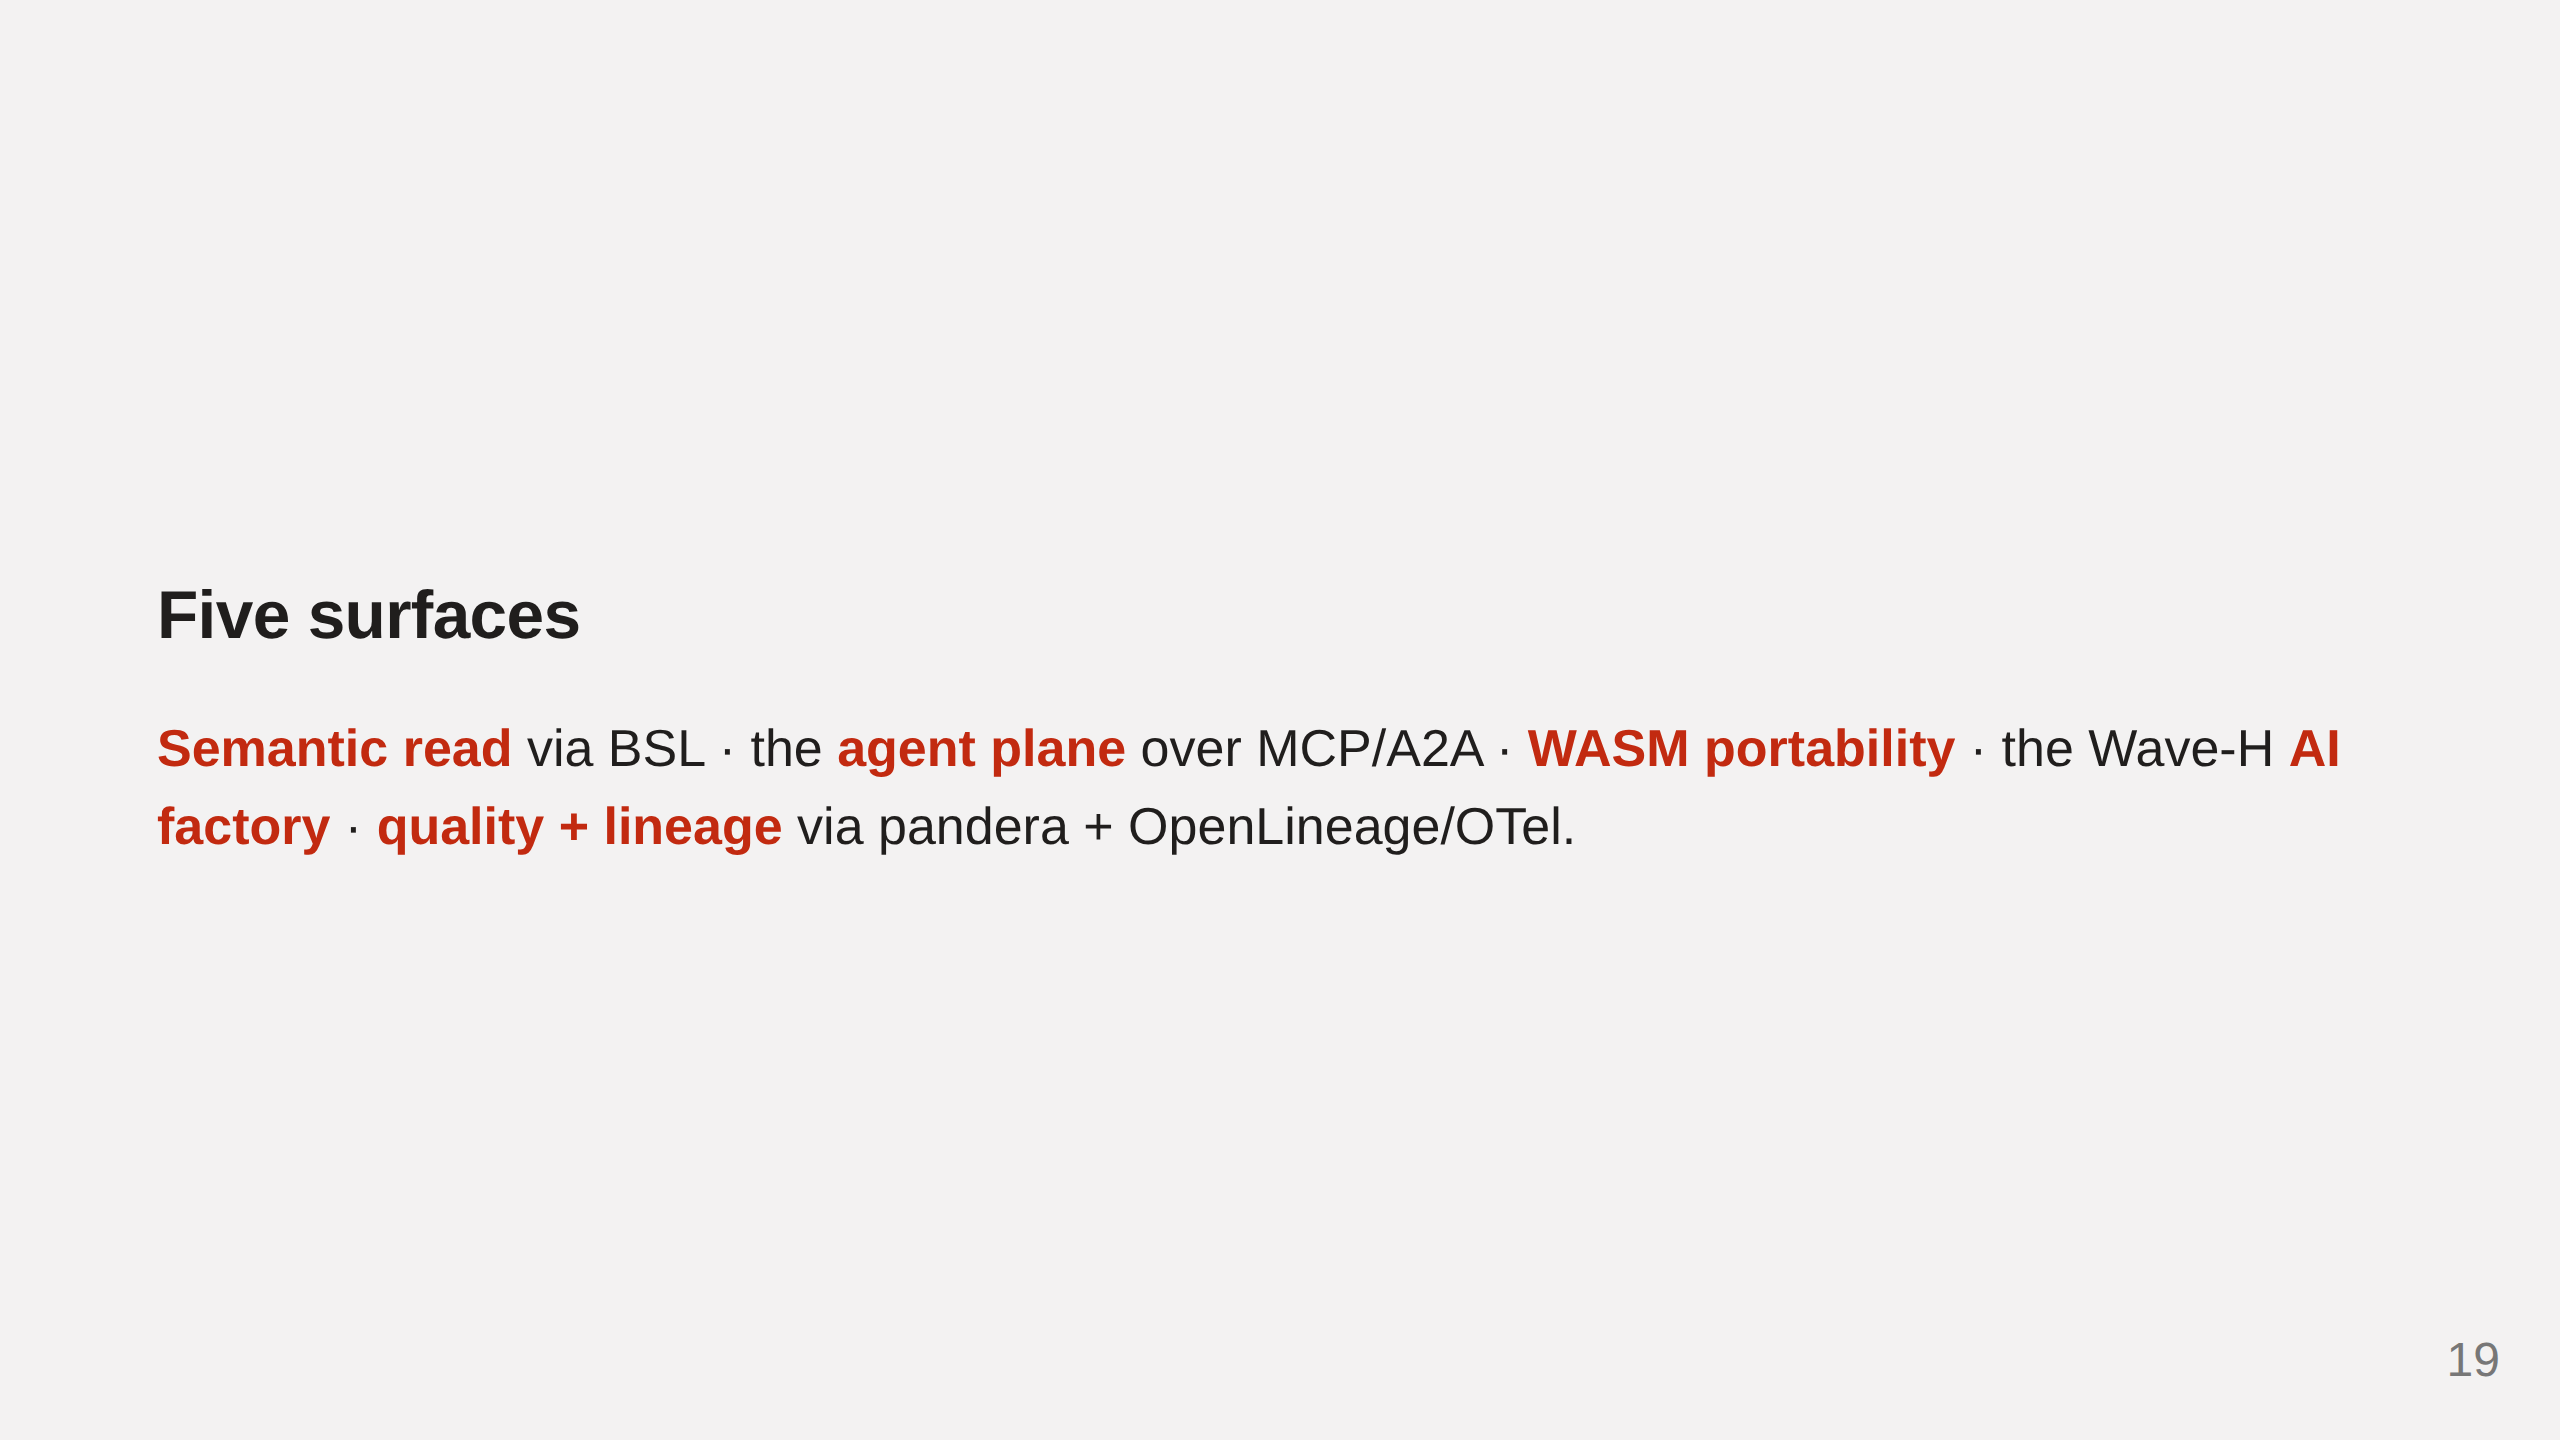 Five surfaces
Semantic read via BSL · the agent plane over MCP/A2A · WASM portability · the Wave-H AI
factory · quality + lineage via pandera + OpenLineage/OTel.
19